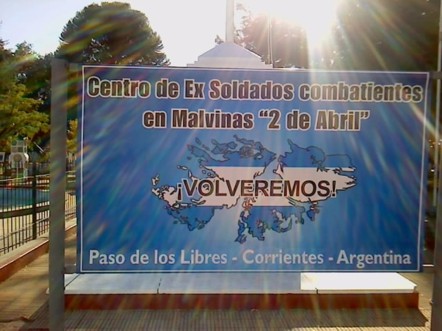 Centro de Ex Soldados combatientes
en Malvinas "2 de Abril"
¡VOLVEREMOS!
Paso de los Libres - Corrientes - Argentina